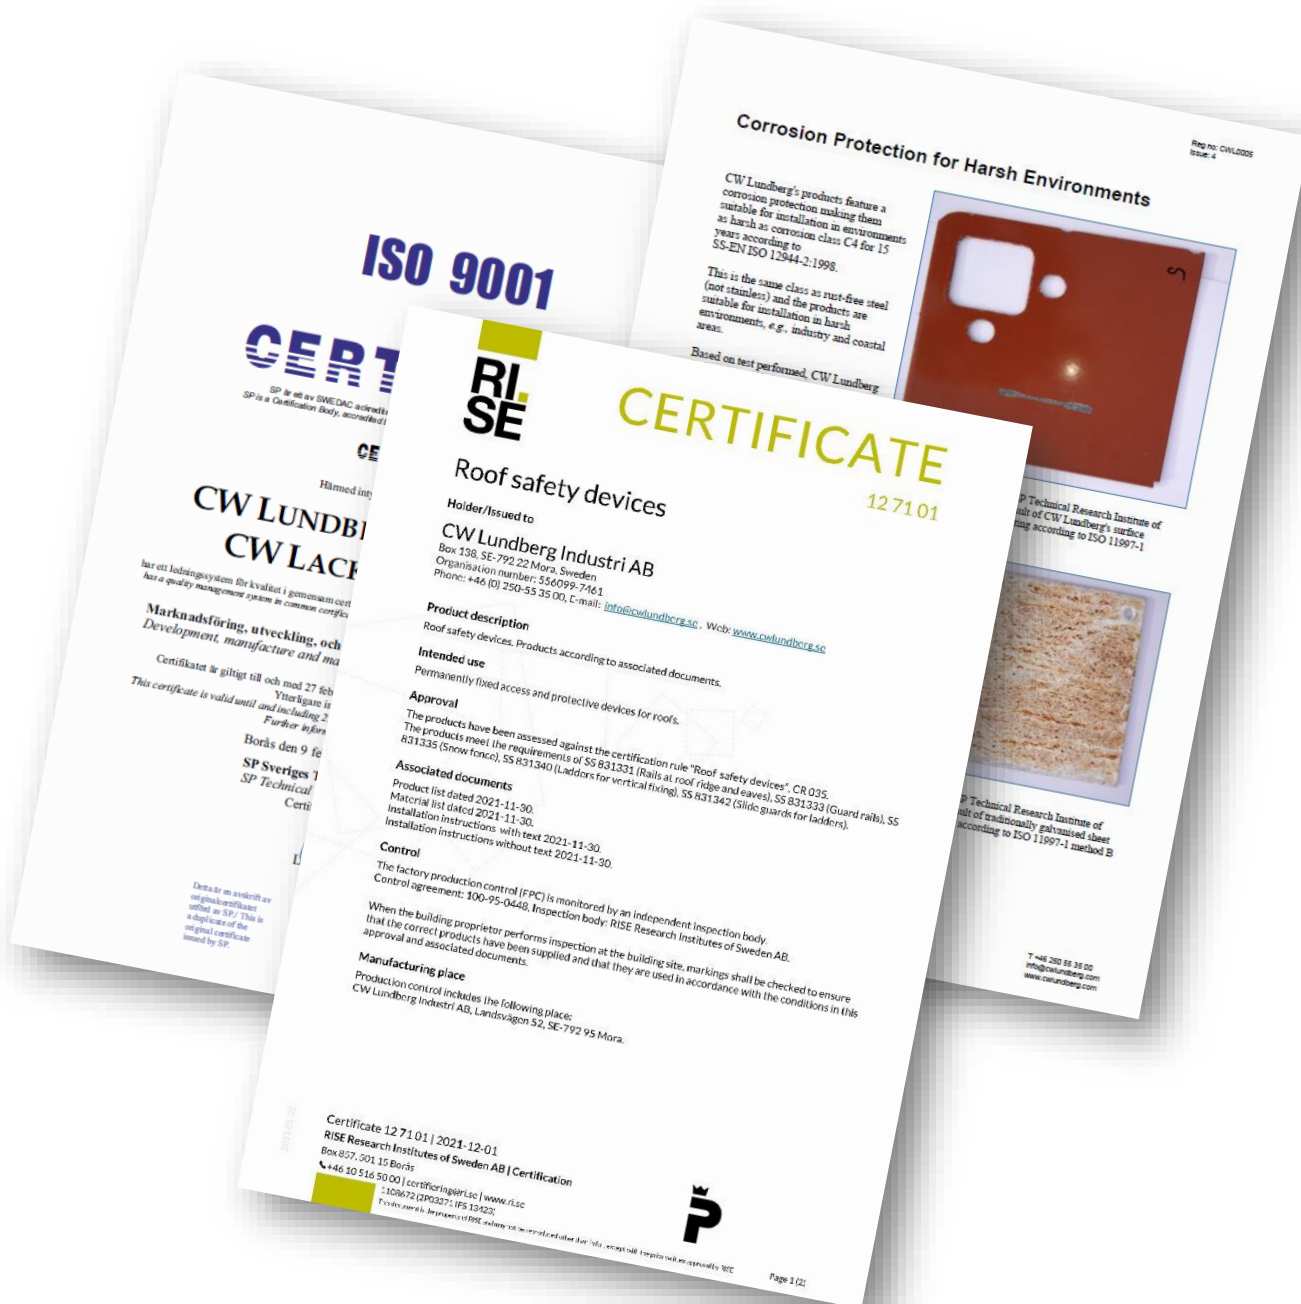 ISO 9001
CERT
SP är ett av SWEDAC ackredite
SP is a Certification Body, accredited
CE
Härmed inty
CW LUNDB
CW LACK
har ett ledningssystem för kvalitet i gemensam cert
has a quality management system in common certific
Marknadsföring, utveckling, och
Development, manufacture and ma
Certifikatet är giltigt till och med 27 feb
Ytterligare
This certificate is valid until and including 2
Further inform
Borås den 9 fe
SP Sveriges T
SP Technical
Certi
Detta är en avskrift av
originalcertifikatet
utfört av SP./ This is
a duplicate of the
original certificate
issued by SP.
Corrosion Protection for Harsh Environments
Reg no: CWL0005
Issue: 4
CW Lundberg's products feature a
corrosion protection making them
suitable for installation in environments
as harsh as corrosion class C4 for 15
years according to
SS-EN ISO 12944-2:1998.
This is the same class as rust-free steel
(not stainless) and the products are
suitable for installation in harsh
environments, e.g., industry and coastal
areas.
Based on test performed, CW Lundberg
P Technical Research Institute of
ult of CW Lundberg's surface
ting according to ISO 11997-1
P Technical Research Institute of
ult of traditionally galvanised sheet
according to ISO 11997-1 method B
T +46 250 55 35 00
info@cwlundberg.com
www.cwlundberg.com
RI.
SE
CERTIFICATE
12 71 01
Roof safety devices
Holder/Issued to
CW Lundberg Industri AB
Box 138, SE-792 22 Mora, Sweden
Organisation number: 556099-7461
Phone: +46 (0) 250-55 35 00, E-mail: info@cwlundberg.se , Web: www.cwlundberg.se
Product description
Roof safety devices. Products according to associated documents.
Intended use
Permanently fixed access and protective devices for roofs.
Approval
The products have been assessed against the certification rule "Roof safety devices", CR 035.
The products meet the requirements of SS 831331 (Rails at roof ridge and eaves), SS 831333 (Guard rails), SS
831335 (Snow fence), SS 831340 (Ladders for vertical fixing), SS 831342 (Slide guards for ladders).
Associated documents
Product list dated 2021-11-30.
Material list dated 2021-11-30.
Installation instructions with text 2021-11-30.
Installation instructions without text 2021-11-30.
Control
The factory production control (FPC) is monitored by an independent inspection body.
Control agreement: 100-95-0448, Inspection body: RISE Research Institutes of Sweden AB.
When the building proprietor performs inspection at the building site, markings shall be checked to ensure
that the correct products have been supplied and that they are used in accordance with the conditions in this
approval and associated documents.
Manufacturing place
Production control includes the following place:
CW Lundberg Industri AB, Landsvägen 52, SE-792 95 Mora.
Certificate 12 71 01 | 2021-12-01
RISE Research Institutes of Sweden AB | Certification
Box 857, 501 15 Borås
+46 10 516 50 00 | certifiering@ri.se | www.ri.se
1108672 (2P03271 IFS 13423)
Page 1 (2)
P